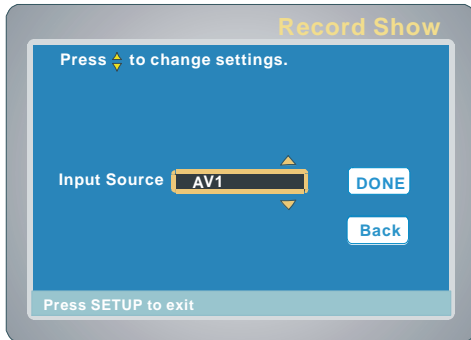 Record Show
Press to change settings.
Input Source
AV1
DONE
Back
Press SETUP to exit